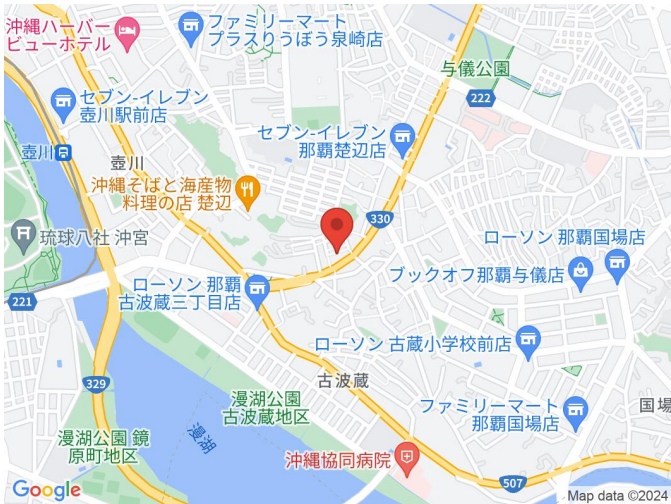 沖縄ハーバー
ビューホテル
ファミリーマート
プラスりうぼう泉崎店
与儀公園
222
セブン-イレブン
壺川駅前店
セブン-イレブン
那覇楚辺店
壺川
壺川
沖縄そばと海産物
料理の店 楚辺
330
琉球八社 沖宮
ローソン 那覇国場店
ブックオフ那覇与儀店
221
ローソン 那覇
古波蔵三丁目店
ローソン 古蔵小学校前店
329
古波蔵
漫湖公園
古波蔵地区
ファミリーマート
那覇国場店
国場
漫湖公園 鏡
原町地区
漫湖
沖縄協同病院
507
Google
Map data ©2024